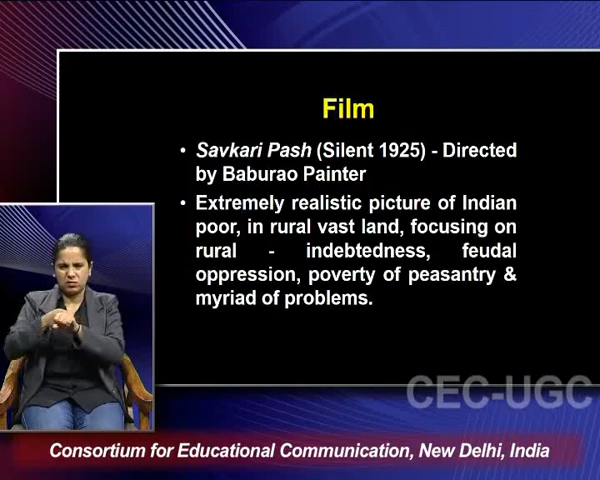 Film
• Savkari Pash (Silent 1925) - Directed
by Baburao Painter
• Extremely realistic picture of Indian
poor, in rural vast land, focusing on
rural - indebtedness, feudal
oppression, poverty of peasantry &
myriad of problems.
CEC-UGC
Consortium for Educational Communication, New Delhi, India